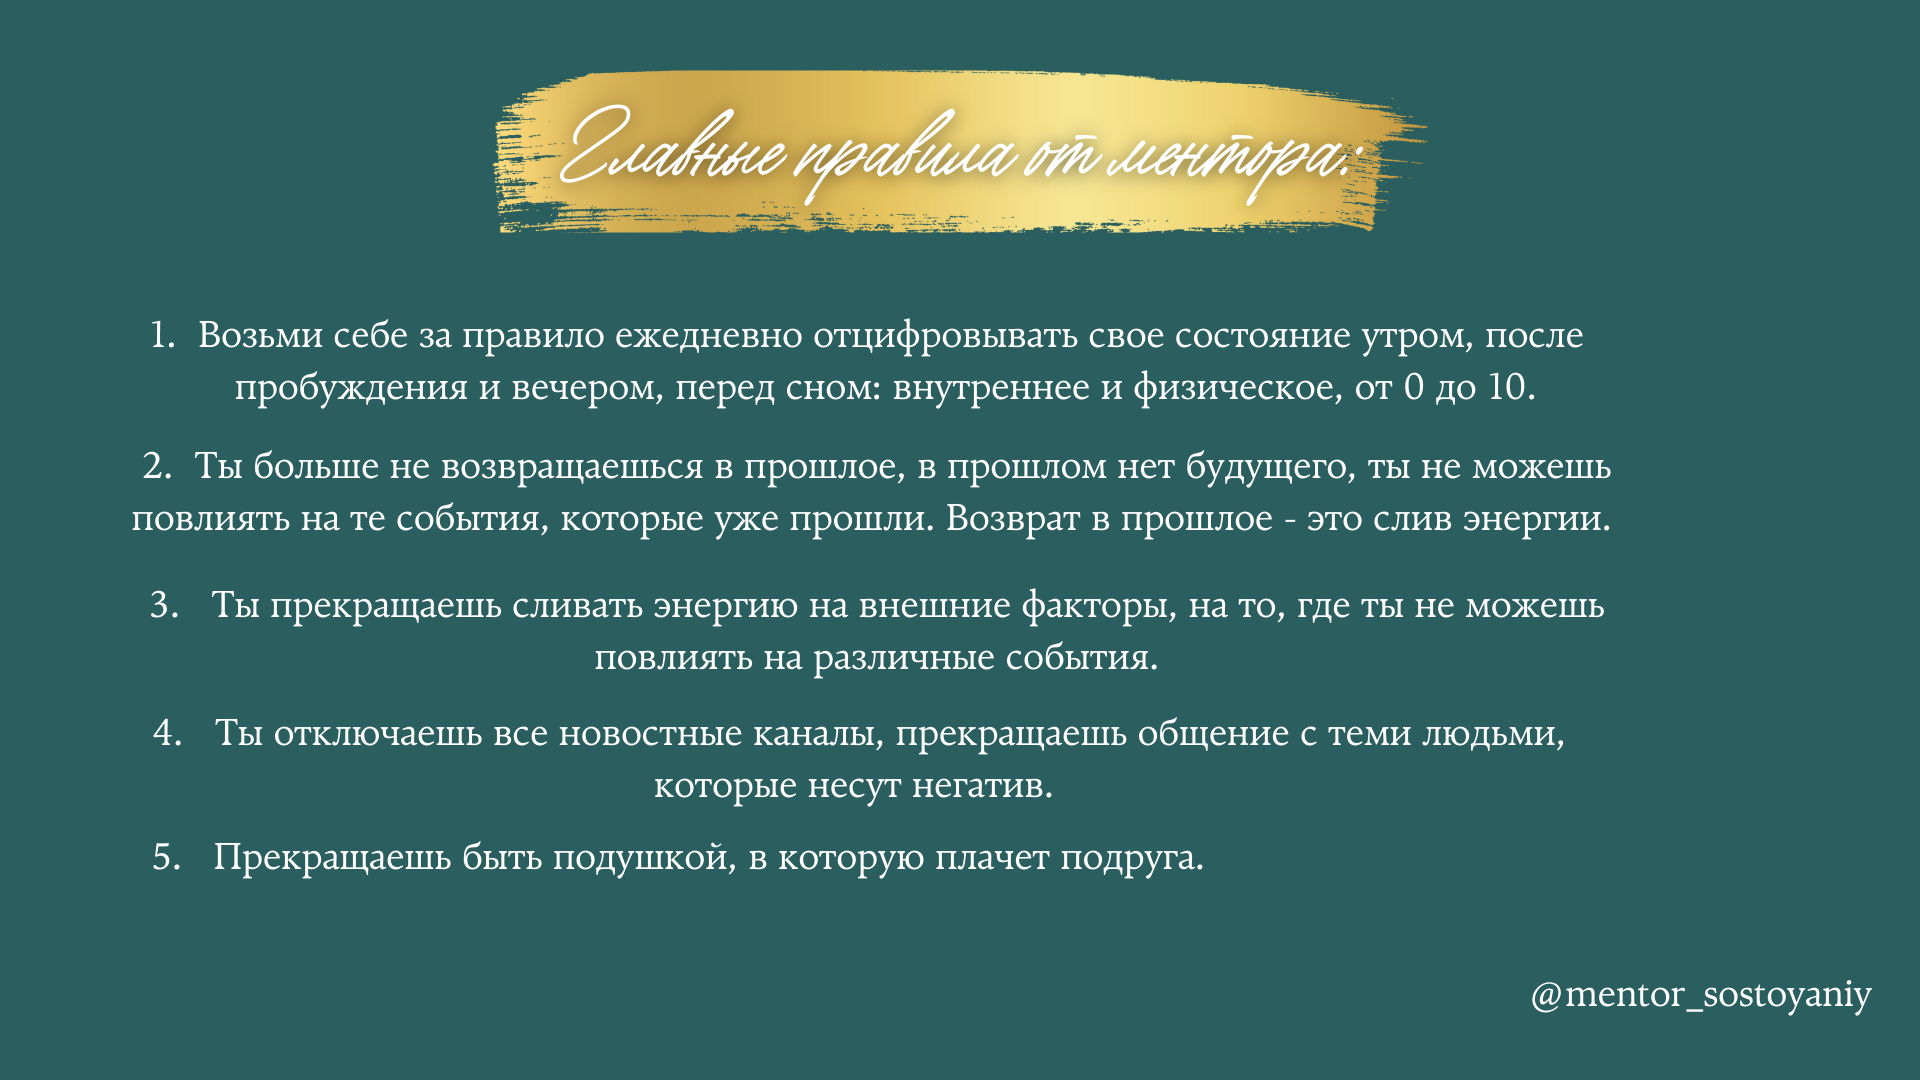 Главные правила от ментора:
1. Возьми себе за правило ежедневно отцифровывать свое состояние утром, после
пробуждения и вечером, перед сном: внутреннее и физическое, от 0 до 10.
2. Ты больше не возвращаешься в прошлое, в прошлом нет будущего, ты не можешь
повлиять на те события, которые уже прошли. Возврат в прошлое - это слив энергии.
3. Ты прекращаешь сливать энергию на внешние факторы, на то, где ты не можешь
повлиять на различные события.
4. Ты отключаешь все новостные каналы, прекращаешь общение с теми людьми,
которые несут негатив.
5. Прекращаешь быть подушкой, в которую плачет подруга.
@mentor_sostoyaniy